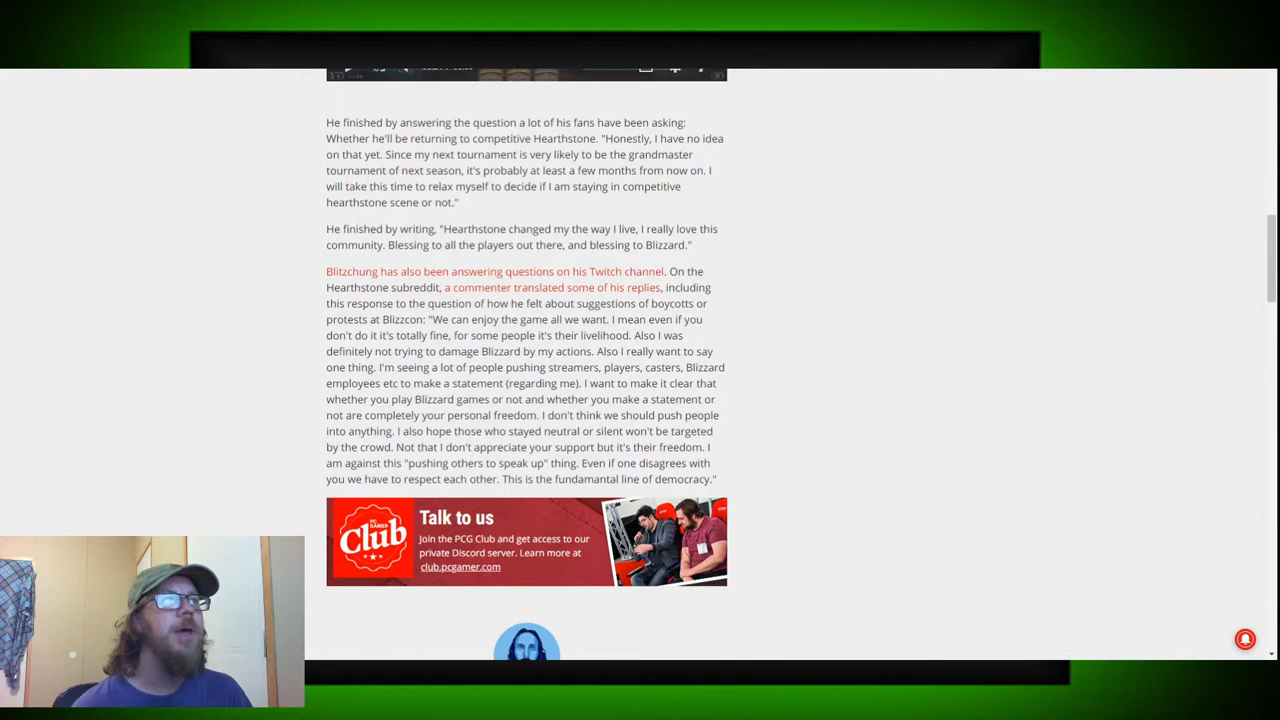 He finished by answering the question a lot of his fans have been asking:
Whether he'll be returning to competitive Hearthstone. "Honestly, I have no idea
on that yet. Since my next tournament is very likely to be the grandmaster
tournament of next season, it's probably at least a few months from now on. I
will take this time to relax myself to decide if I am staying in competitive
hearthstone scene or not."
He finished by writing, "Hearthstone changed my the way I live, I really love this
community. Blessing to all the players out there, and blessing to Blizzard."
Blitzchung has also been answering questions on his Twitch channel. On the
Hearthstone subreddit, a commenter translated some of his replies, including
this response to the question of how he felt about suggestions of boycotts or
protests at Blizzcon: "We can enjoy the game all we want. I mean even if you
don't do it it's totally fine, for some people it's their livelihood. Also I was
definitely not trying to damage Blizzard by my actions. Also I really want to say
one thing. I'm seeing a lot of people pushing streamers, players, casters, Blizzard
employees etc to make a statement (regarding me). I want to make it clear that
whether you play Blizzard games or not and whether you make a statement or
not are completely your personal freedom. I don't think we should push people
into anything. I also hope those who stayed neutral or silent won't be targeted
by the crowd. Not that I don't appreciate your support but it's their freedom. I
am against this "pushing others to speak up" thing. Even if one disagrees with
you we have to respect each other. This is the fundamantal line of democracy."
PC GAMER
Club
Talk to us
Join the PCG Club and get access to our
private Discord server. Learn more at
club.pcgamer.com